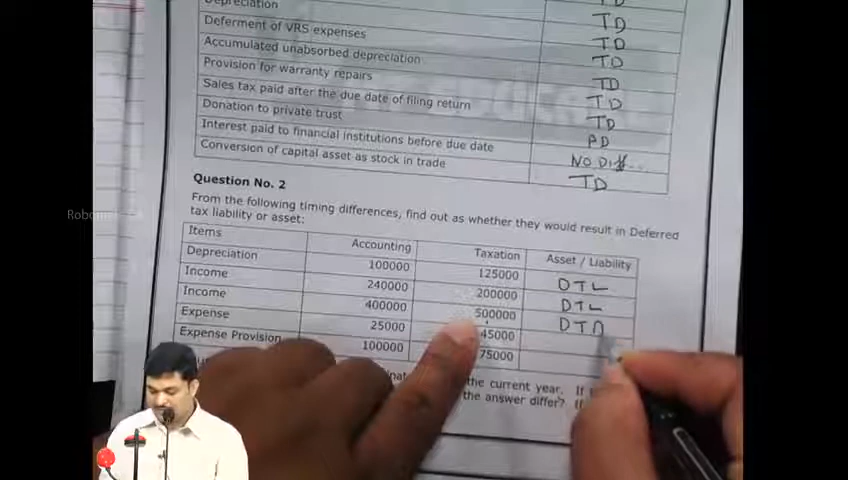 Depreciation TD
Deferment of VRS expenses TD
Accumulated unabsorbed depreciation TD
Provision for warranty repairs TD
Sales tax paid after the due date of filing return TD
Donation to private trust PD
Interest paid to financial institutions before due date NO Diff...
Conversion of capital asset as stock in trade TD
Question No. 2
From the following timing differences, find out as whether they would result in Deferred
tax liability or asset:
Items Accounting Taxation Asset / Liability
Depreciation 100000 125000 DTL
Income 240000 200000 DTL
Income 400000 500000 DTA
Expense 25000 45000
Expense Provision 100000 75000
the current year. If
the answer differ?